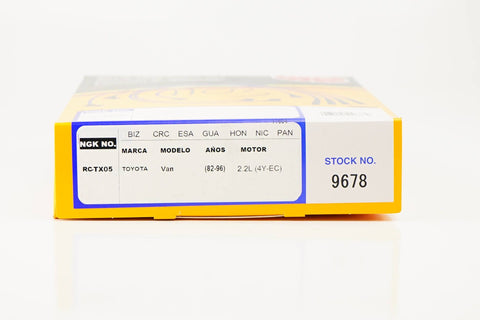 BIZ CRC ESA GUA HON NIC PAN
NGK NO. MARCA MODELO AÑOS MOTOR
RC-TX05 TOYOTA Van (82-96) 2.2L (4Y-EC)
STOCK NO.
9678